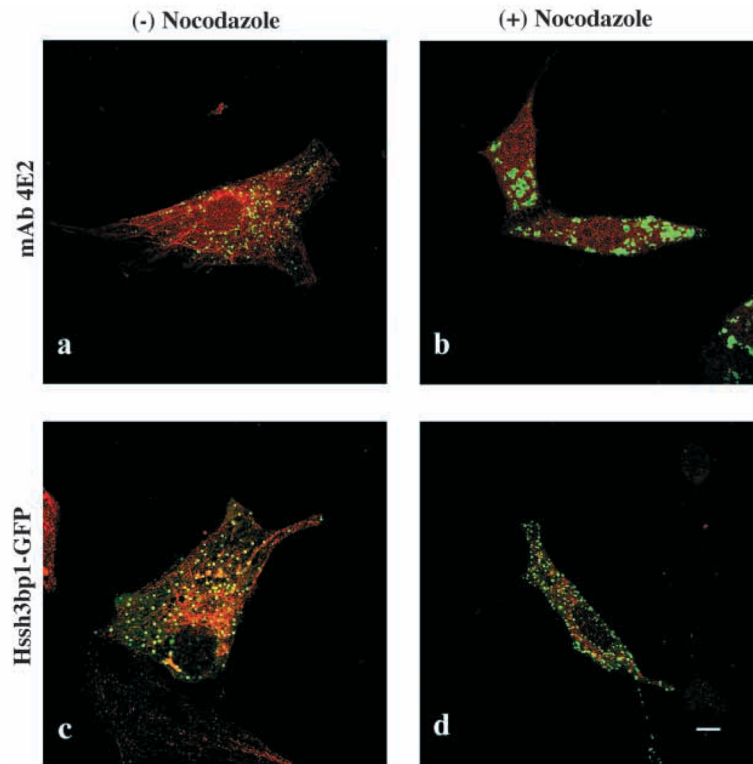 (-) Nocodazole
(+) Nocodazole
mAb 4E2
a
b
Hssh3bp1-GFP
c
d